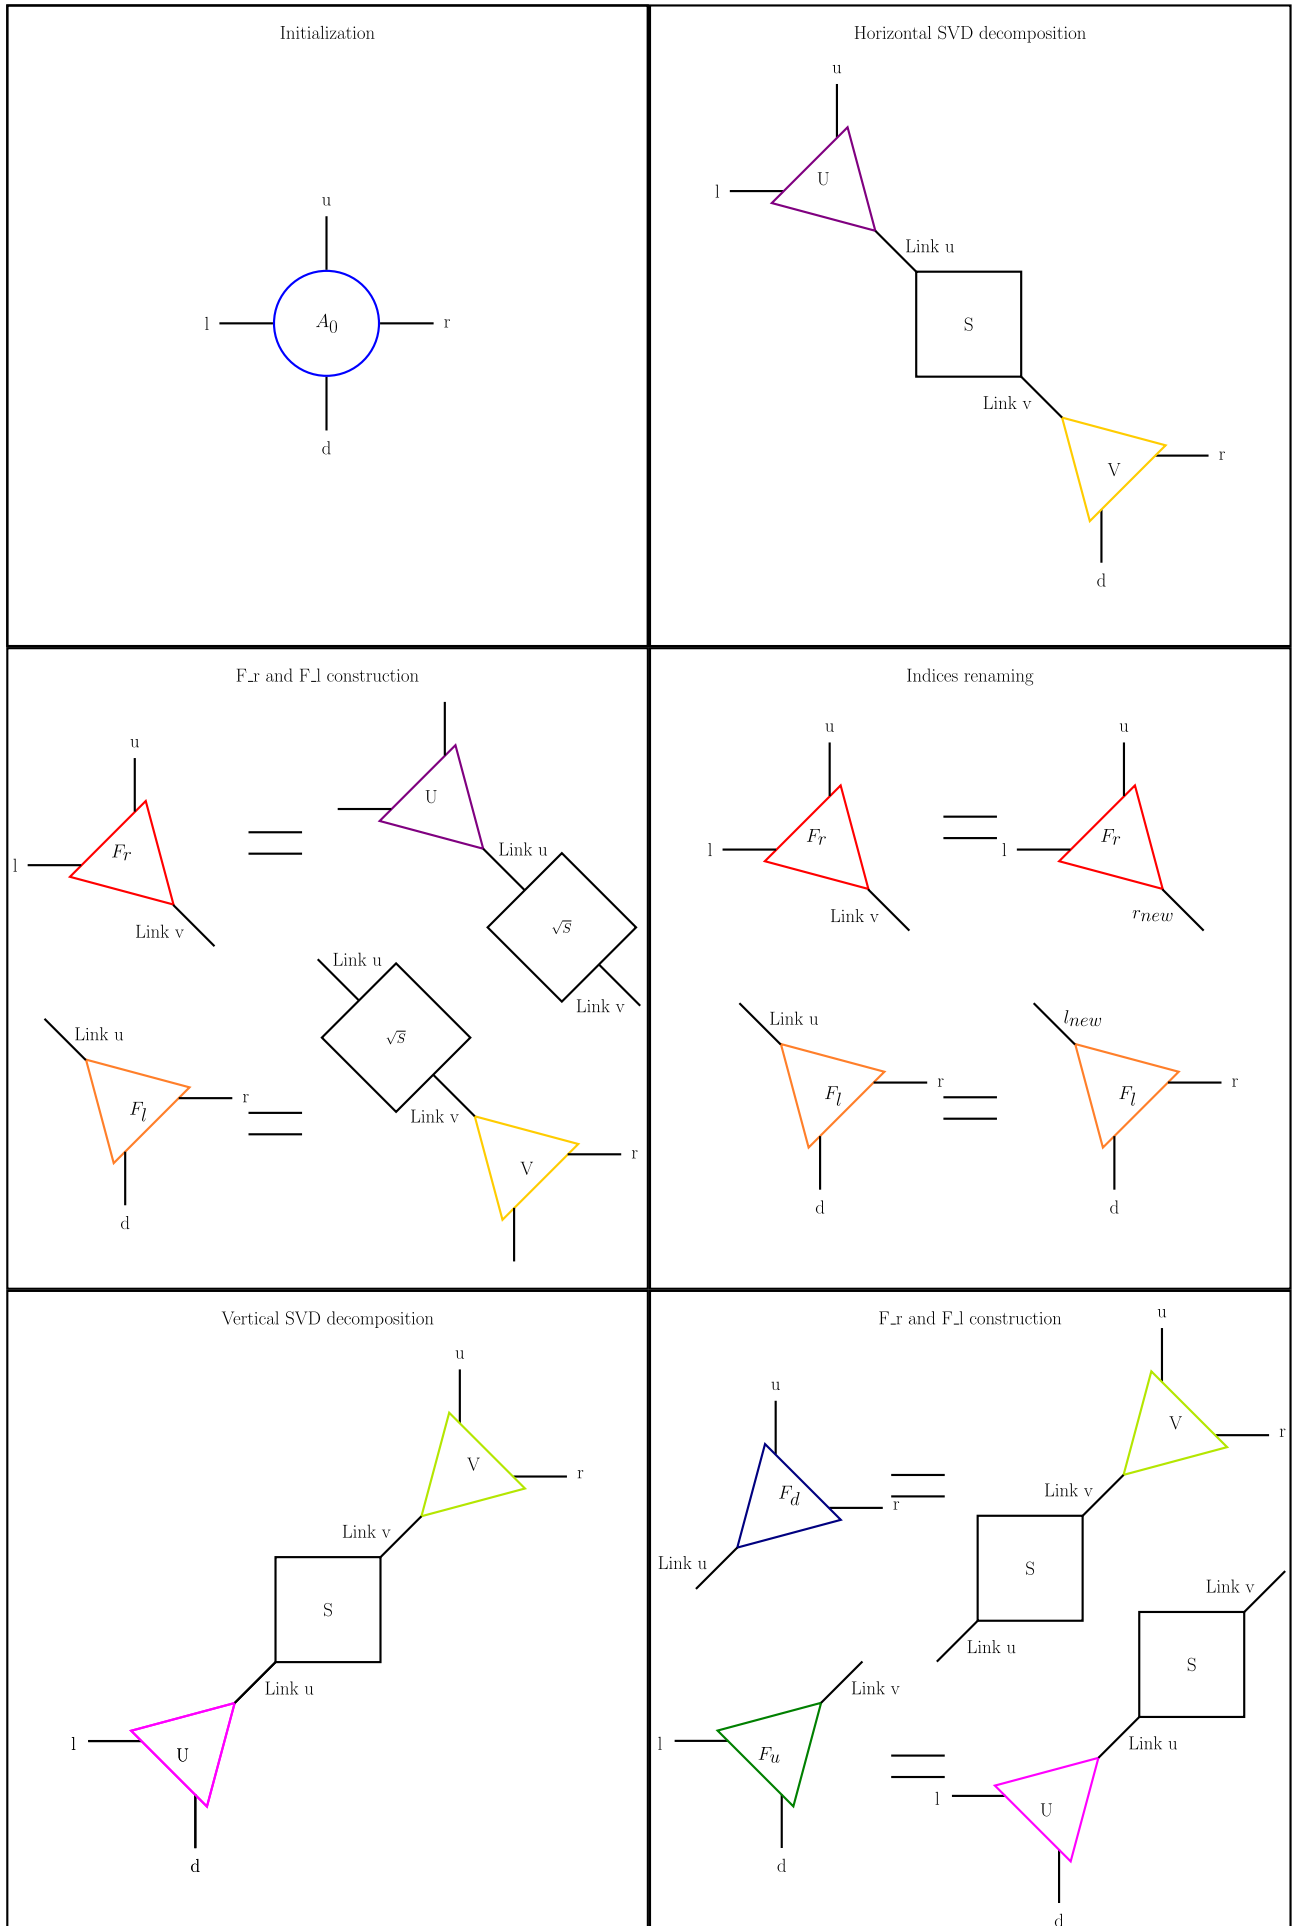 Initialization
u
l
A0
r
d
Horizontal SVD decomposition
u
l
U
Link u
S
Link v
V
r
d
F_r and F_l construction
u
l
Fr
Link v
U
Link u
√S
Link v
Link u
Fl
r
d
Link u
√S
Link v
V
r
Indices renaming
u
l
Fr
Link v
u
l
Fr
rnew
Link u
Fl
r
d
lnew
Fl
r
d
Vertical SVD decomposition
u
V
r
Link v
S
Link u
l
U
d
F_r and F_l construction
u
Fd
r
Link u
u
V
r
Link v
S
Link u
Link v
l
Fu
d
Link v
S
Link u
l
U
d